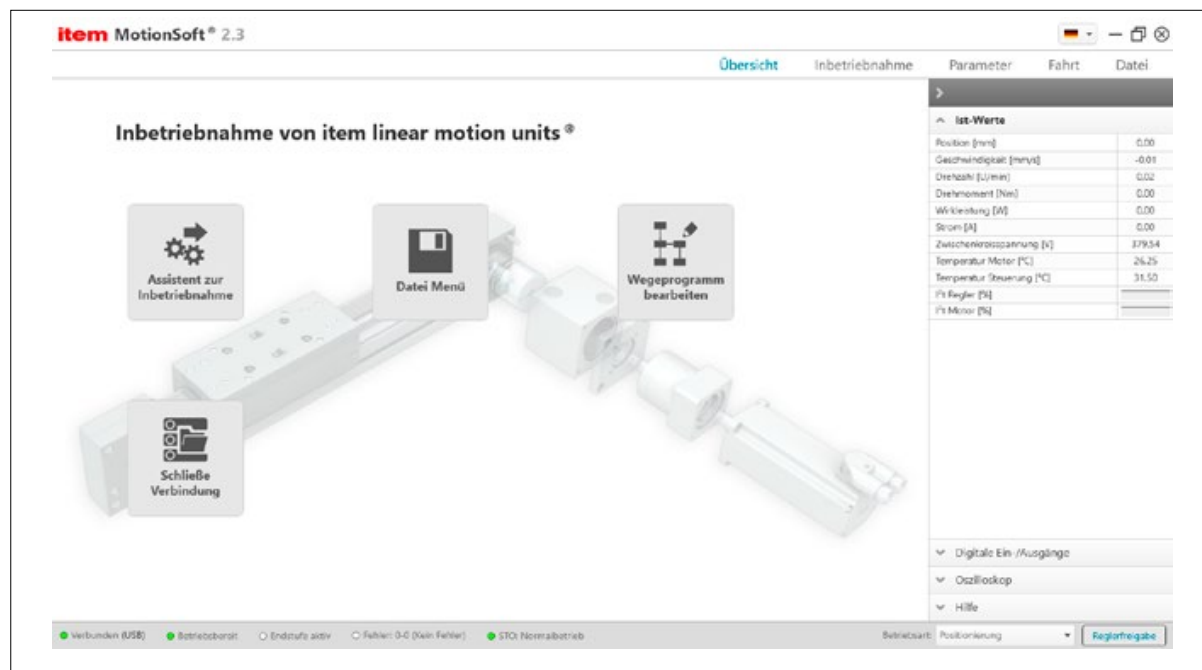 item MotionSoft® 2.3
Übersicht Inbetriebnahme Parameter Fahrt Datei
Inbetriebnahme von item linear motion units®
Assistent zur
Inbetriebnahme
Datei Menü
Wegeprogramm
bearbeiten
Schließe
Verbindung
Ist-Werte
Position [mm] 0,00
Geschwindigkeit [mm/s] -0,01
Drehzahl [U/min] 0,02
Drehmoment [Nm] 0,00
Wirkleistung [W] 0,00
Strom [A] 0,00
Zwischenkreisspannung [V] 379,54
Temperatur Motor [°C] 26,25
Temperatur Steuerung [°C] 31,50
I²t Regler [%]
I²t Motor [%]
Digitale Ein-/Ausgänge
Oszilloskop
Hilfe
Verbunden (USB) Betriebsbereit Endstufe aktiv Fehler: 0-0 (Kein Fehler) STO: Normalbetrieb Betriebsart: Positionierung Reglerfreigabe